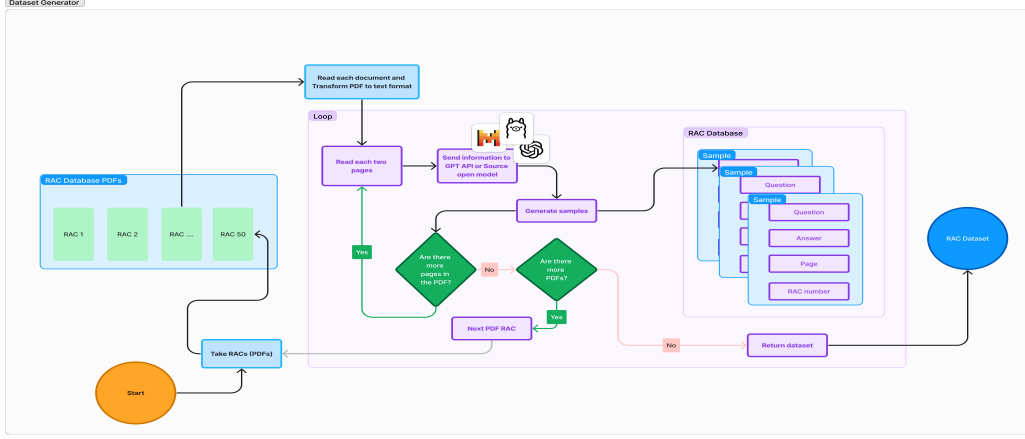 Dataset Generator
Read each document and
Transform PDF to text format
Loop
RAC Database
Read each two
pages
Send information to
GPT API or Source
open model
Sample
Sample
Question
Sample
Question
Answer
Page
RAC number
Generate samples
RAC Database PDFs
RAC 1
RAC 2
RAC ....
RAC 50
Yes
Are there
more
pages in
the PDF?
No
Are there
more
PDFs?
Yes
RAC Dataset
Next PDF RAC
No
Return dataset
Take RACs (PDFs)
Start